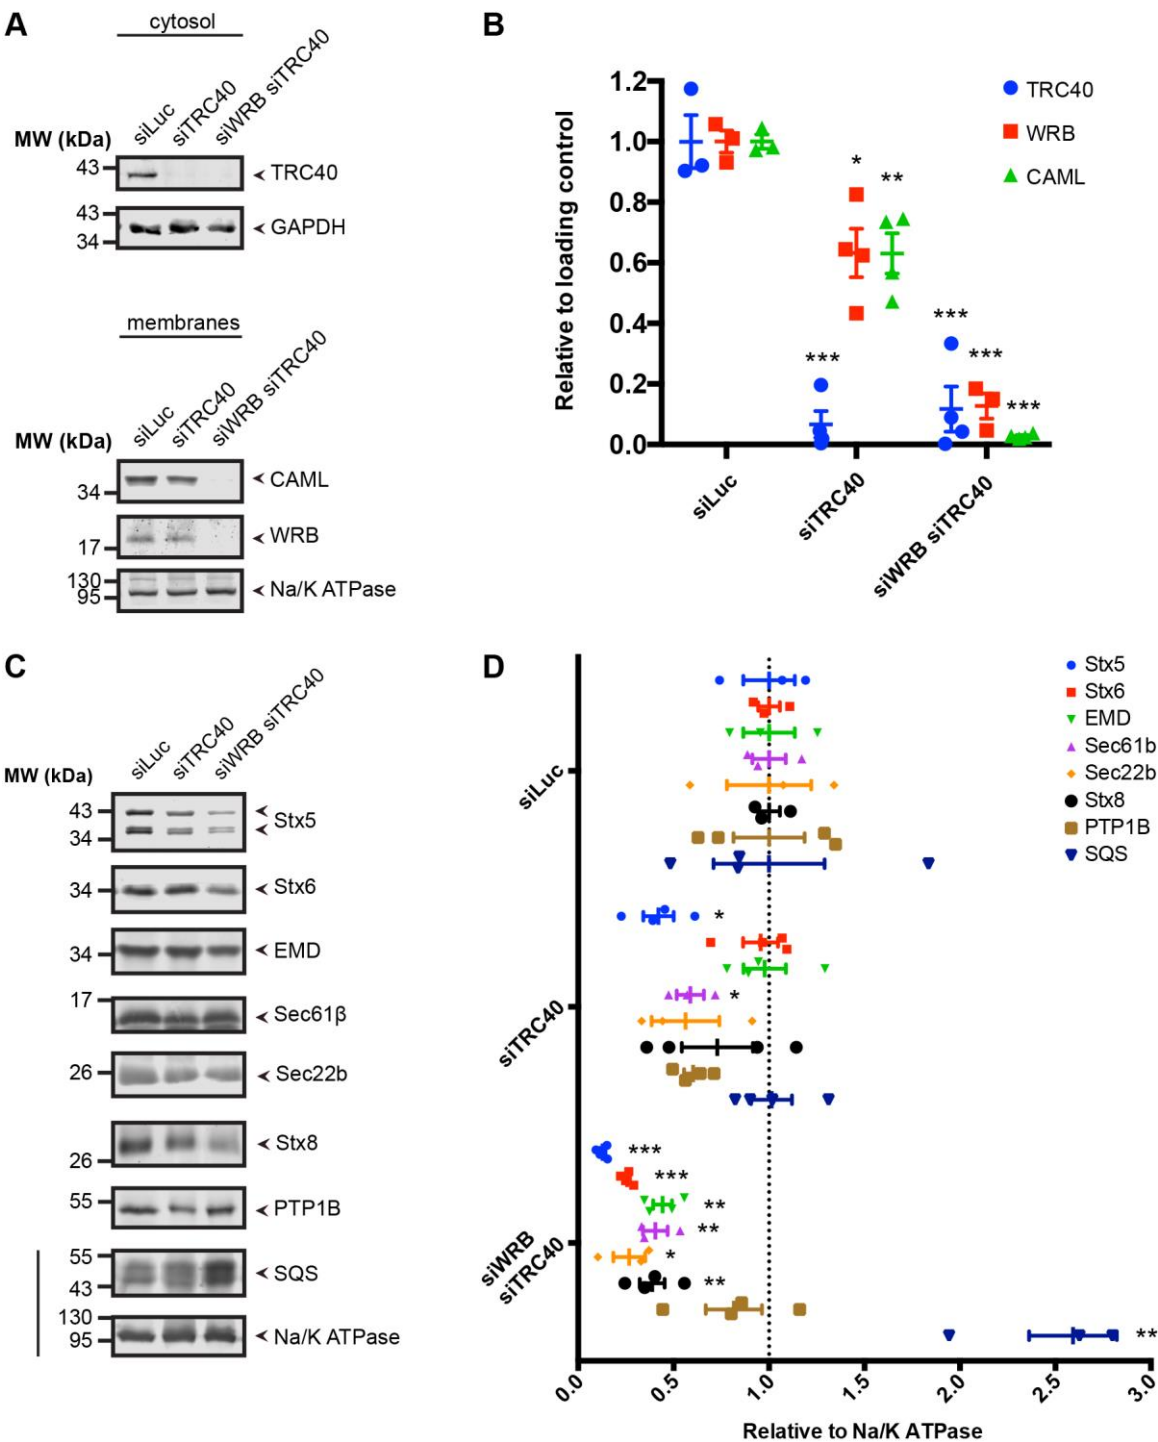 A
cytosol
MW (kDa)
siLuc
siTRC40
siWRB siTRC40
43
TRC40
43
34
GAPDH
membranes
MW (kDa)
siLuc
siTRC40
siWRB siTRC40
34
CAML
17
WRB
130
95
Na/K ATPase
B
Relative to loading control
1.2
1.0
0.8
0.6
0.4
0.2
0.0
TRC40
WRB
CAML
*
**
***
***
***
***
siLuc
siTRC40
siWRB siTRC40
C
MW (kDa)
siLuc
siTRC40
siWRB siTRC40
43
34
Stx5
34
Stx6
34
EMD
17
Sec61β
26
Sec22b
26
Stx8
55
PTP1B
55
43
SQS
130
95
Na/K ATPase
D
Stx5
Stx6
EMD
Sec61b
Sec22b
Stx8
PTP1B
SQS
siLuc
siTRC40
*
*
siWRB
siTRC40
***
***
**
**
*
**
**
0.0
0.5
1.0
1.5
2.0
2.5
3.0
Relative to Na/K ATPase